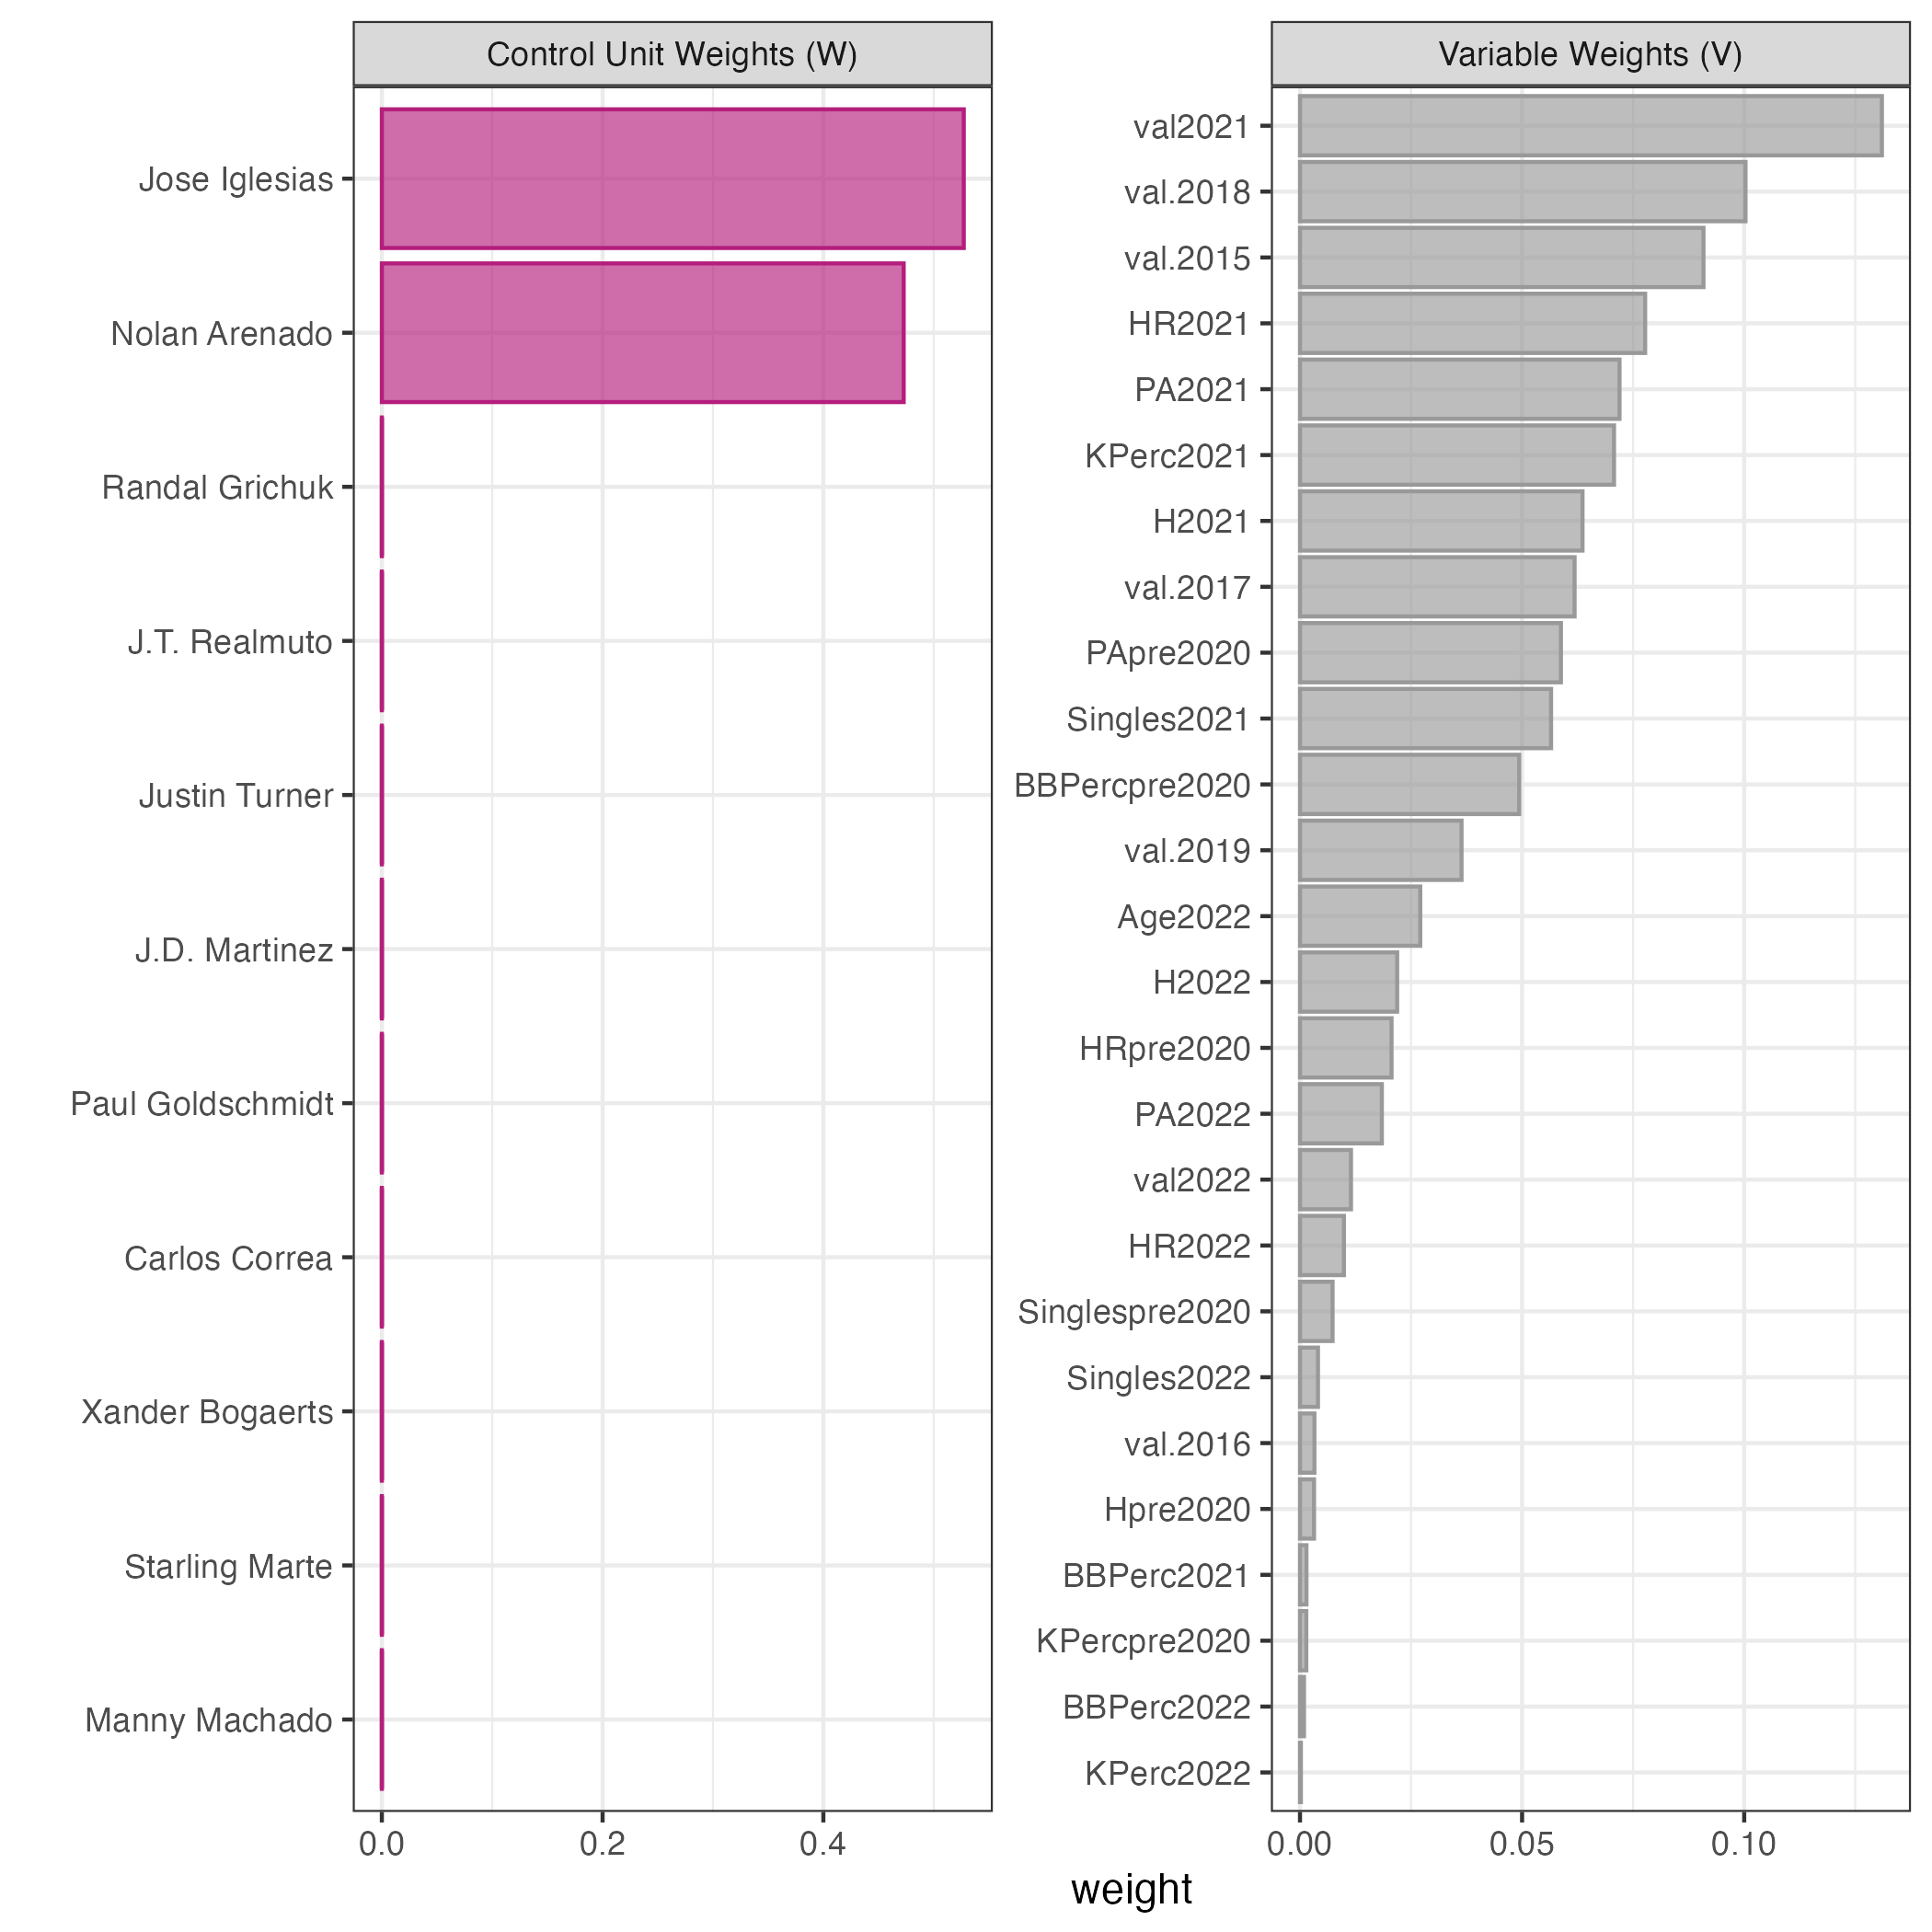 Control Unit Weights (W)
Jose Iglesias
Nolan Arenado
Randal Grichuk
J.T. Realmuto
Justin Turner
J.D. Martinez
Paul Goldschmidt
Carlos Correa
Xander Bogaerts
Starling Marte
Manny Machado
0.0 0.2 0.4
Variable Weights (V)
val2021
val.2018
val.2015
HR2021
PA2021
KPerc2021
H2021
val.2017
PApre2020
Singles2021
BBPercpre2020
val.2019
Age2022
H2022
HRpre2020
PA2022
val2022
HR2022
Singlespre2020
Singles2022
val.2016
Hpre2020
BBPerc2021
KPercpre2020
BBPerc2022
KPerc2022
0.00 0.05 0.10
weight